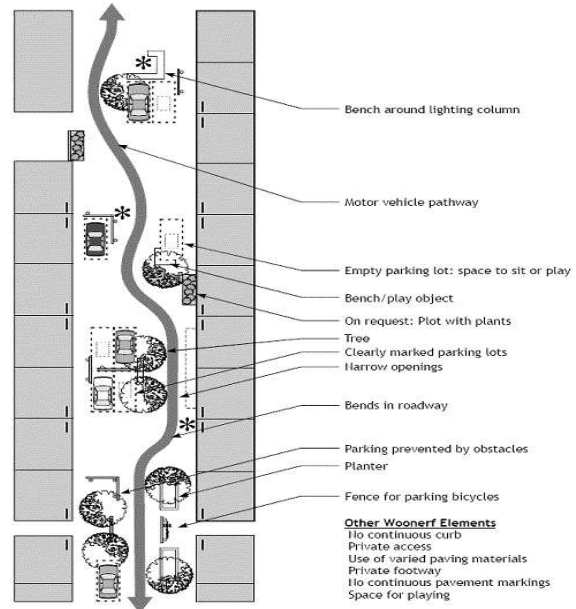 Bench around lighting column
Motor vehicle pathway
Empty parking lot: space to sit or play
Bench/play object
On request: Plot with plants
Tree
Clearly marked parking lots
Narrow openings
Bends in roadway
Parking prevented by obstacles
Planter
Fence for parking bicycles
Other Woonerf Elements
No continuous curb
Private access
Use of varied paving materials
Private footway
No continuous pavement markings
Space for playing